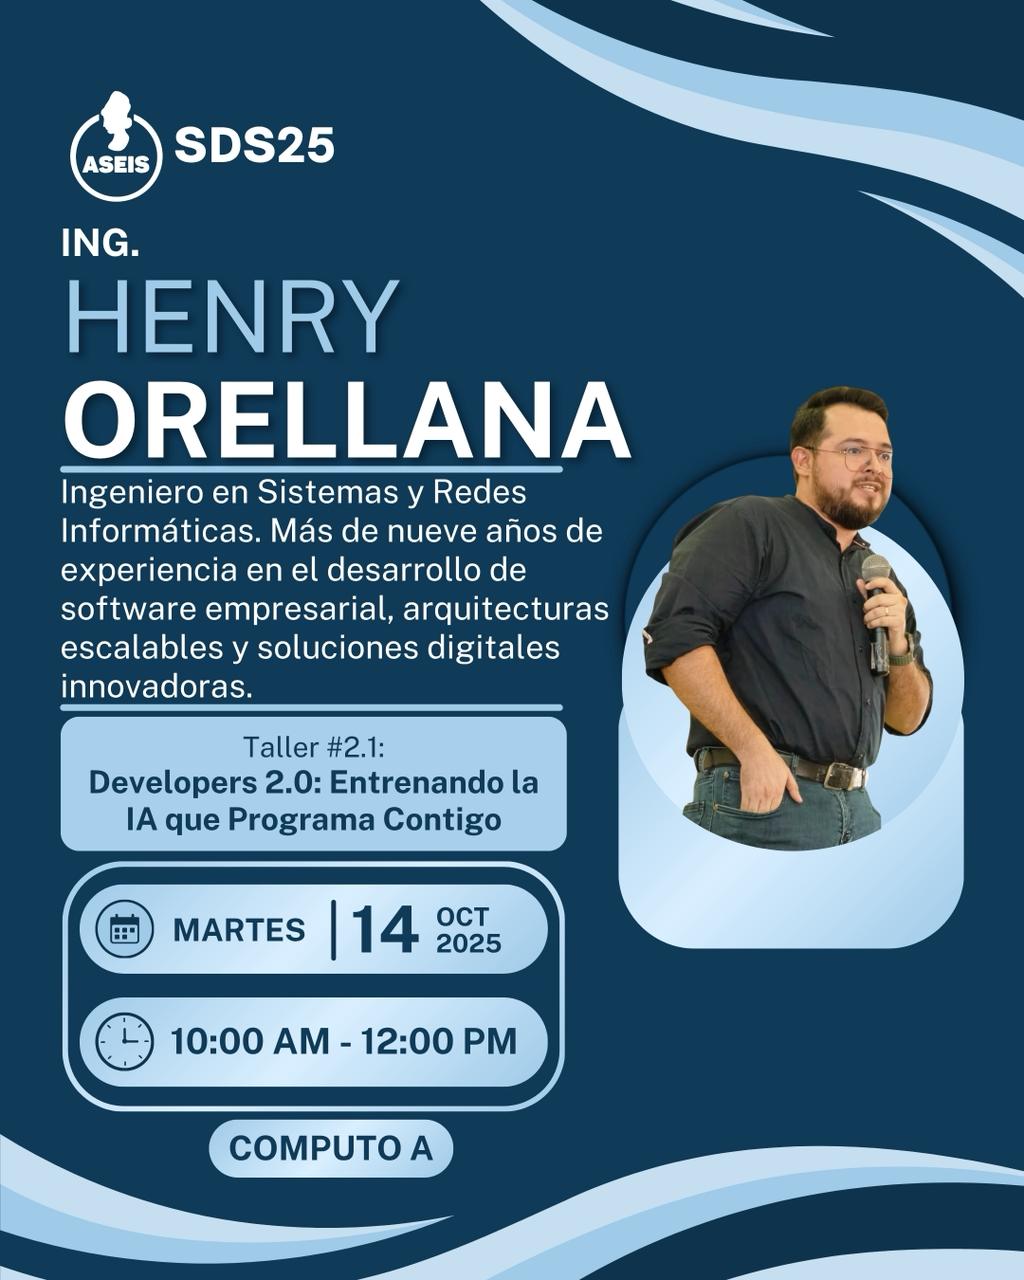 ASEIS
SDS25
ING.
HENRY
ORELLANA
Ingeniero en Sistemas y Redes
Informáticas. Más de nueve años de
experiencia en el desarrollo de
software empresarial, arquitecturas
escalables y soluciones digitales
innovadoras.
Taller #2.1:
Developers 2.0: Entrenando la
IA que Programa Contigo
MARTES
14
OCT
2025
10:00 AM - 12:00 PM
COMPUTO A